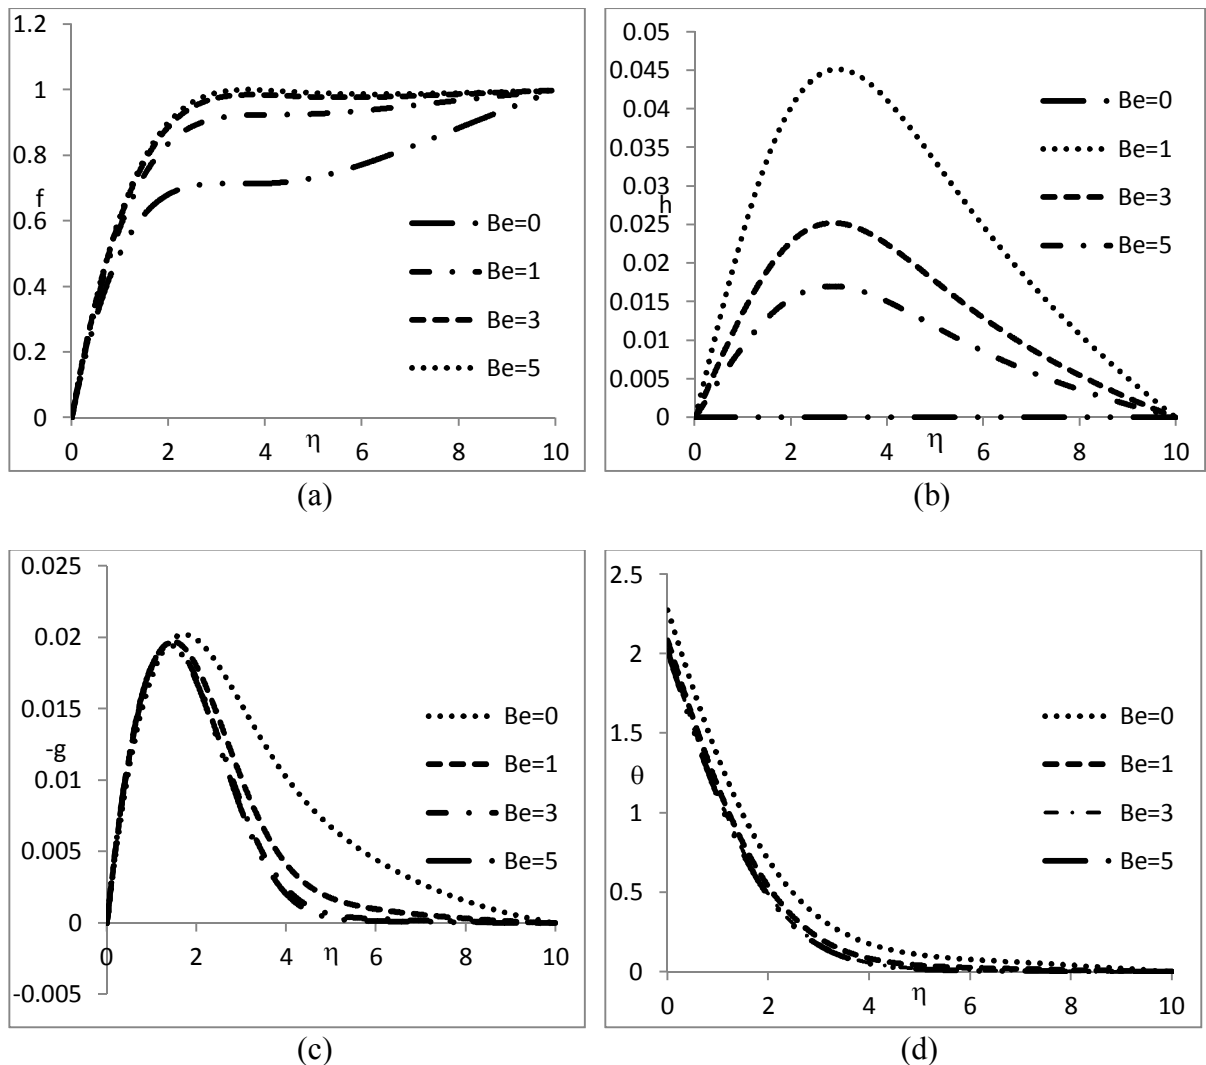 1.2
1
0.8
f
0.6
0.4
0.2
0
0 2 η 4 6 8 10
Be=0
Be=1
Be=3
Be=5
(a)
0.05
0.045
0.04
0.035
0.03
h
0.025
0.02
0.015
0.01
0.005
0
0 2 4 η 6 8 10
Be=0
Be=1
Be=3
Be=5
(b)
0.025
0.02
0.015
-g
0.01
0.005
0
-0.005
0 2 4 η 6 8 10
Be=0
Be=1
Be=3
Be=5
(c)
2.5
2
1.5
θ
1
0.5
0
0 2 4 η 6 8 10
Be=0
Be=1
Be=3
Be=5
(d)